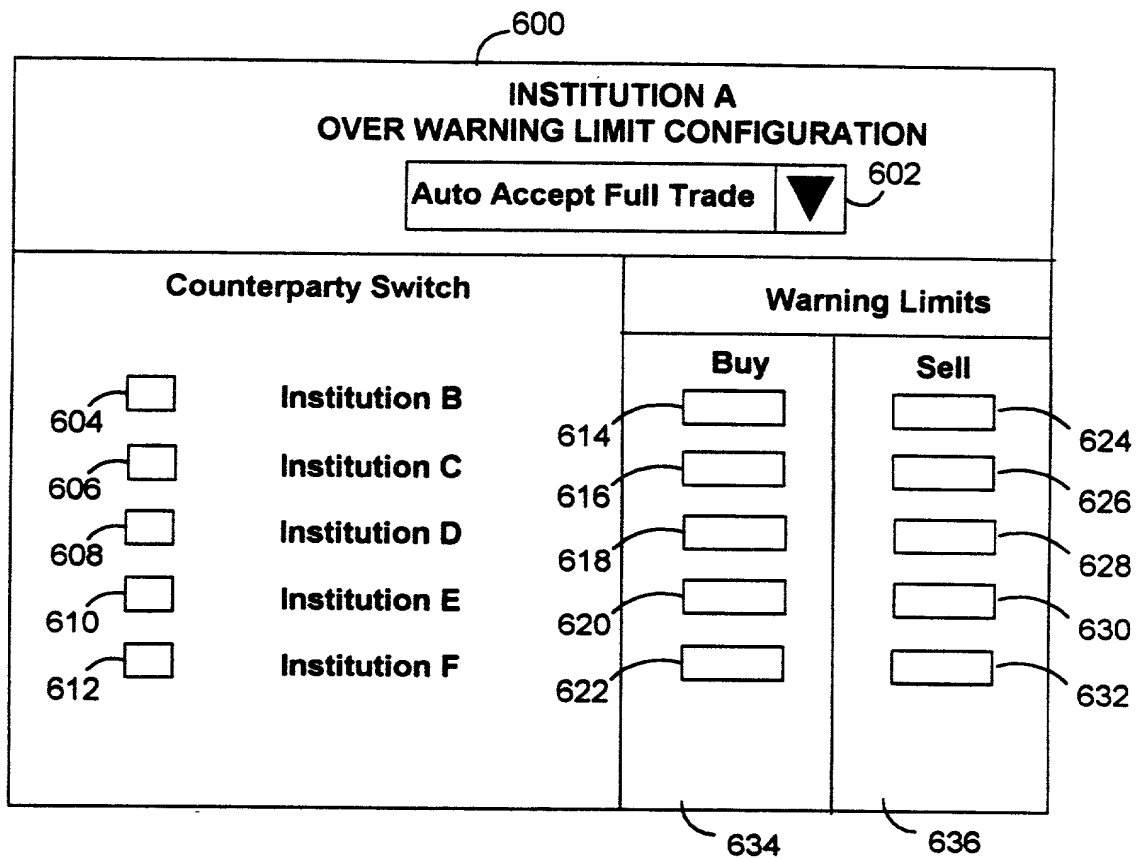 600
INSTITUTION A
OVER WARNING LIMIT CONFIGURATION
Auto Accept Full Trade
602
Counterparty Switch
Warning Limits
Buy
Sell
604
Institution B
614
624
606
Institution C
616
626
608
Institution D
618
628
610
Institution E
620
630
612
Institution F
622
632
634
636